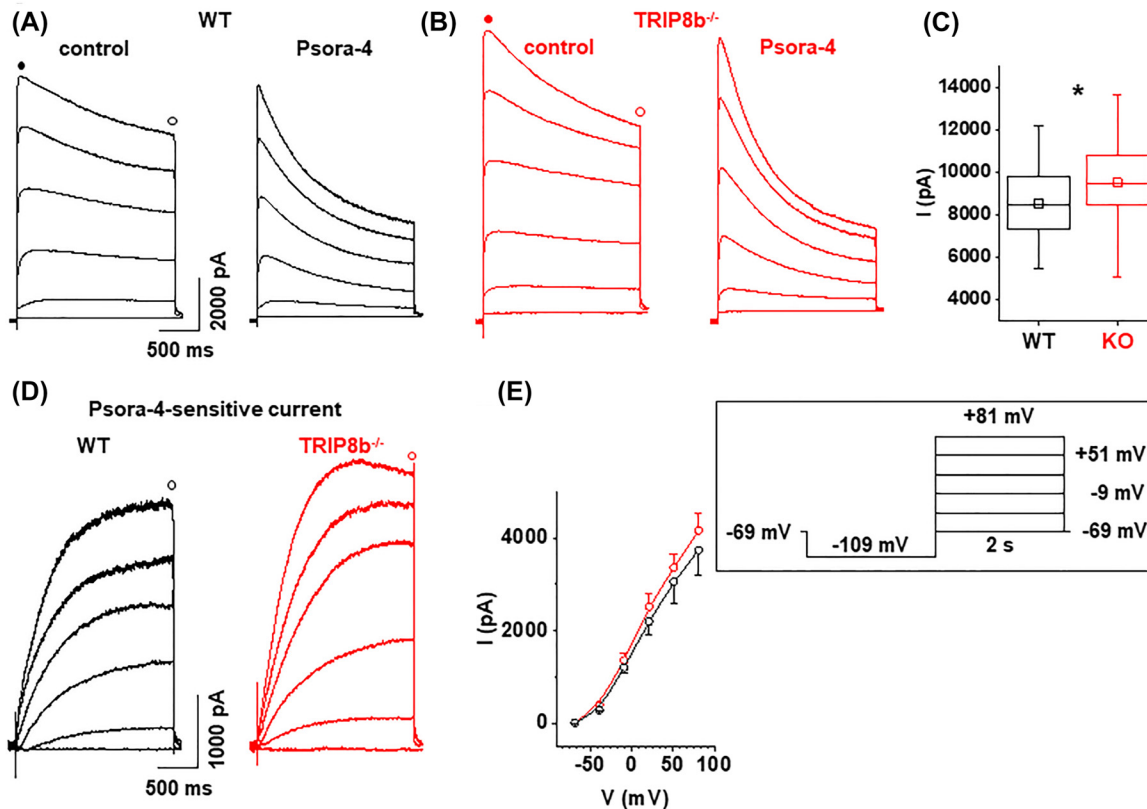 (A)
WT
control
Psora-4
2000 pA
500 ms
(B)
TRIP8b-/-
control
Psora-4
(C)
*
I (pA)
14000
12000
10000
8000
6000
4000
WT
KO
(D)
Psora-4-sensitive current
WT
TRIP8b-/-
1000 pA
500 ms
(E)
I (pA)
4000
2000
0
-50
0
50
100
V (mV)
+81 mV
+51 mV
-9 mV
-69 mV
-109 mV
-69 mV
2 s